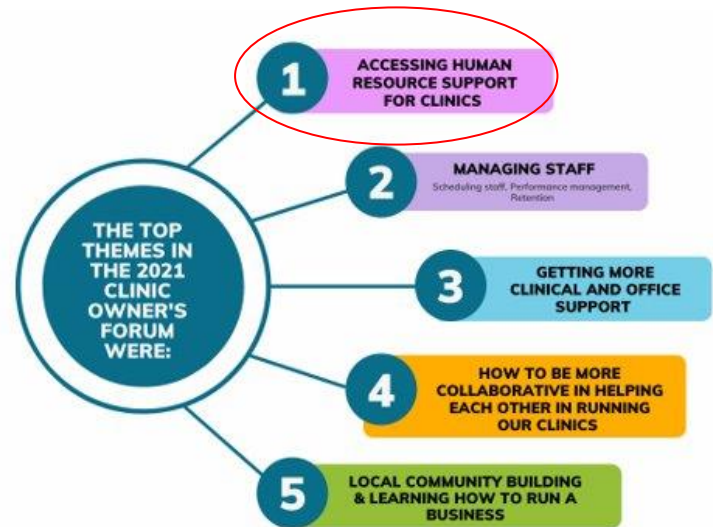 THE TOP
THEMES IN
THE 2021
CLINIC
OWNER'S
FORUM
WERE:
1
ACCESSING HUMAN
RESOURCE SUPPORT
FOR CLINICS
2
MANAGING STAFF
Scheduling staff, Performance management,
Retention
3
GETTING MORE
CLINICAL AND OFFICE
SUPPORT
4
HOW TO BE MORE
COLLABORATIVE IN HELPING
EACH OTHER IN RUNNING
OUR CLINICS
5
LOCAL COMMUNITY BUILDING
& LEARNING HOW TO RUN A
BUSINESS